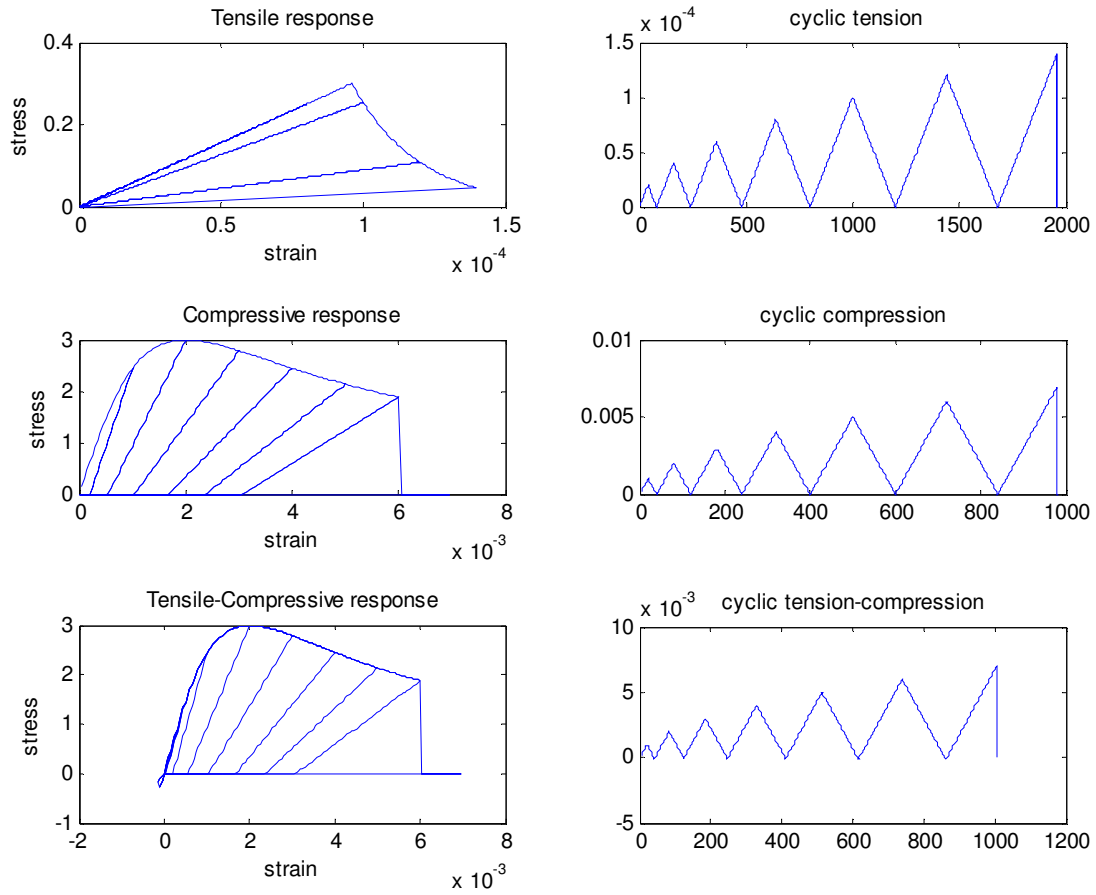 Tensile response
0.4
0.2
0
stress
0 0.5 1 1.5
strain
x 10^-4
cyclic tension
x 10^-4
1.5
1
0.5
0
0 500 1000 1500 2000
Compressive response
3
2
1
0
stress
0 2 4 6 8
strain
x 10^-3
cyclic compression
0.01
0.005
0
0 200 400 600 800 1000
Tensile-Compressive response
3
2
1
0
-1
stress
-2 0 2 4 6 8
strain
x 10^-3
cyclic tension-compression
x 10^-3
10
5
0
-5
0 200 400 600 800 1000 1200